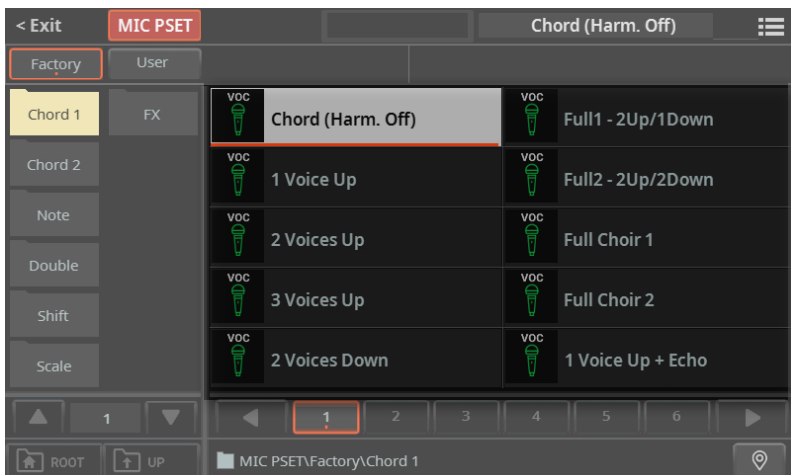 < Exit MIC PSET Chord (Harm. Off)
Factory User
Chord 1 FX
Chord 2
Note
Double
Shift
Scale
VOC Chord (Harm. Off) VOC Full1 - 2Up/1Down
VOC 1 Voice Up VOC Full2 - 2Up/2Down
VOC 2 Voices Up VOC Full Choir 1
VOC 3 Voices Up VOC Full Choir 2
VOC 2 Voices Down VOC 1 Voice Up + Echo
1 1 2 3 4 5 6
ROOT UP MIC PSET\Factory\Chord 1